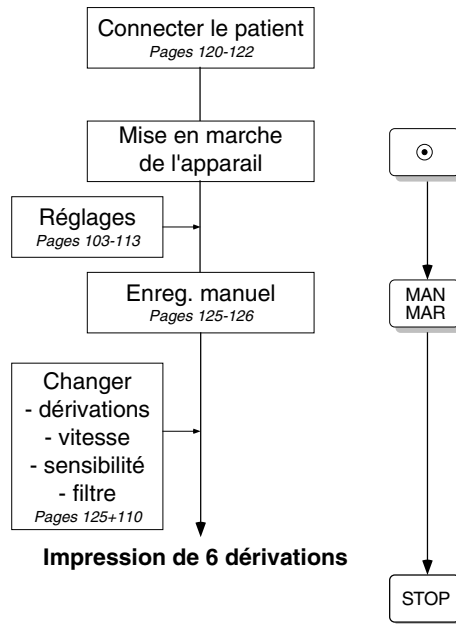 Connecter le patient
Pages 120-122
Mise en marche
de l'apparail
Réglages
Pages 103-113
Enreg. manuel
Pages 125-126
Changer
- dérivations
- vitesse
- sensibilité
- filtre
Pages 125+110
Impression de 6 dérivations
MAN
MAR
STOP